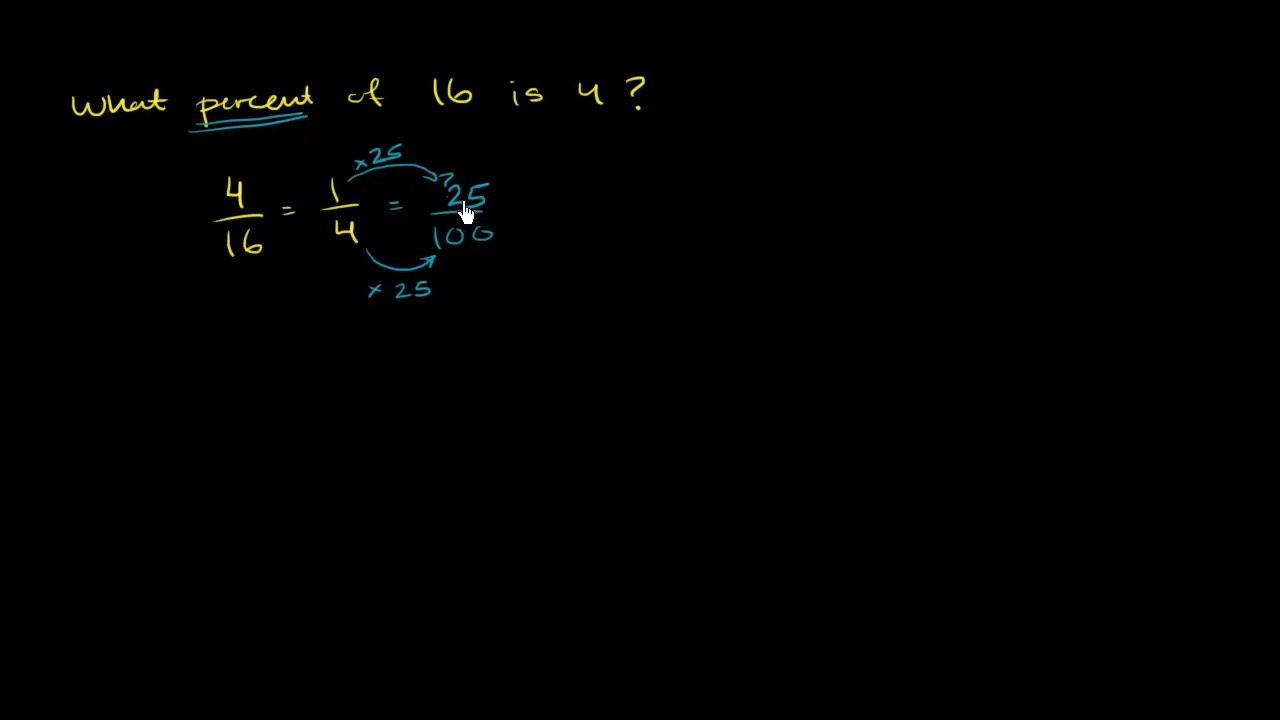 What percent of 16 is 4?
×25
4/16 = 1/4 = 25/100
×25